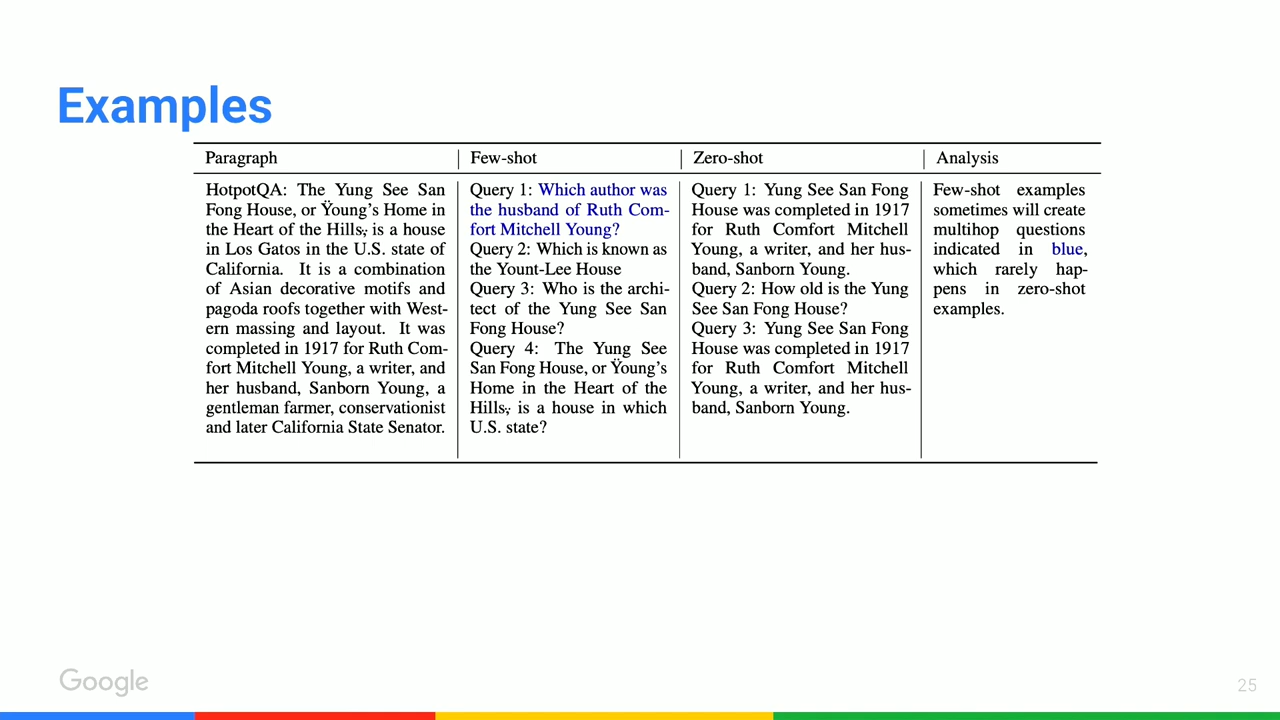 Examples
Paragraph
Few-shot
Zero-shot
Analysis
HotpotQA: The Yung See San
Fong House, or Ÿoung's Home in
the Heart of the Hills,̵ is a house
in Los Gatos in the U.S. state of
California. It is a combination
of Asian decorative motifs and
pagoda roofs together with West-
ern massing and layout. It was
completed in 1917 for Ruth Com-
fort Mitchell Young, a writer, and
her husband, Sanborn Young, a
gentleman farmer, conservationist
and later California State Senator.
Query 1: Which author was
the husband of Ruth Com-
fort Mitchell Young?
Query 2: Which is known as
the Yount-Lee House
Query 3: Who is the archi-
tect of the Yung See San
Fong House?
Query 4: The Yung See
San Fong House, or Ÿoung's
Home in the Heart of the
Hills,̵ is a house in which
U.S. state?
Query 1: Yung See San Fong
House was completed in 1917
for Ruth Comfort Mitchell
Young, a writer, and her hus-
band, Sanborn Young.
Query 2: How old is the Yung
See San Fong House?
Query 3: Yung See San Fong
House was completed in 1917
for Ruth Comfort Mitchell
Young, a writer, and her hus-
band, Sanborn Young.
Few-shot examples
sometimes will create
multihop questions
indicated in blue,
which rarely hap-
pens in zero-shot
examples.
Google
25